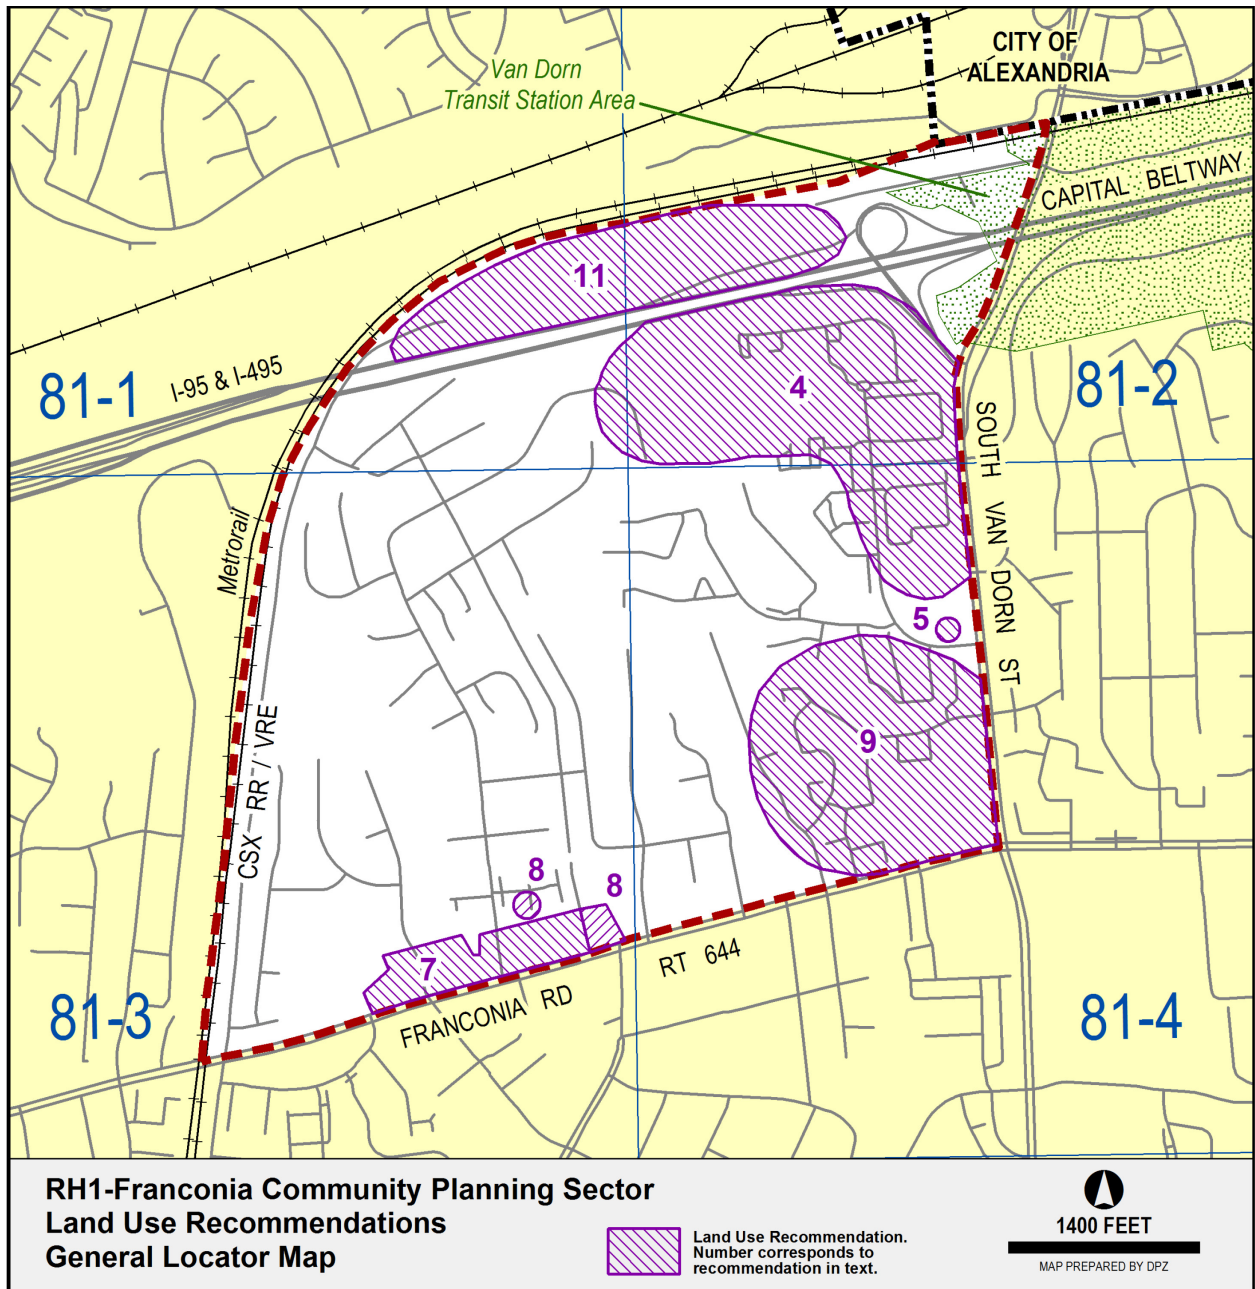 CITY OF
ALEXANDRIA
Van Dorn
Transit Station Area
CAPITAL BELTWAY
11
I-95 & I-495
81-1
4
81-2
SOUTH VAN DORN ST
Metrorail
5
9
CSX RR / VRE
8
8
7
RT 644
FRANCONIA RD
81-3
81-4
RH1-Franconia Community Planning Sector
Land Use Recommendations
General Locator Map
Land Use Recommendation.
Number corresponds to
recommendation in text.
1400 FEET
MAP PREPARED BY DPZ